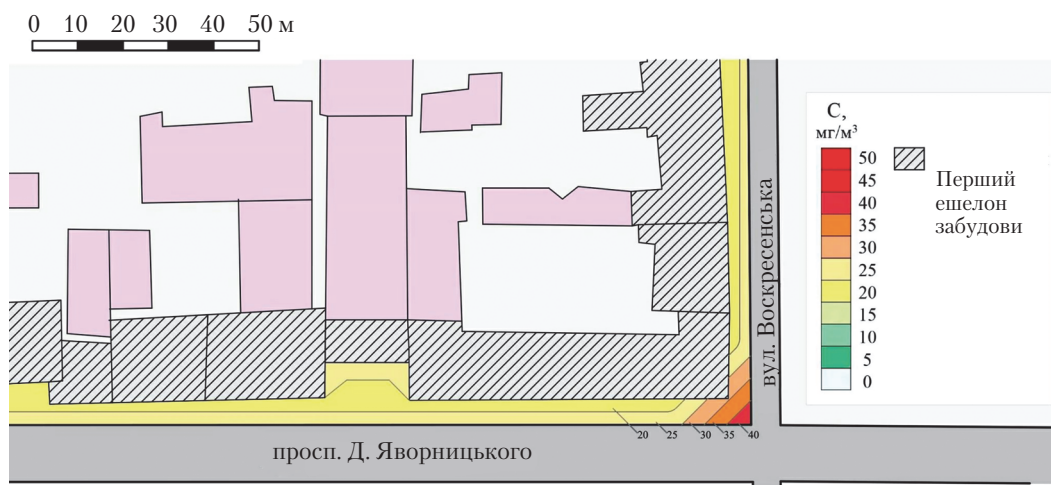 0 10 20 30 40 50 м
С,
мг/м³
50
45
40
35
30
25
20
15
10
5
0
Перший
ешелон
забудови
вул. Воскресенська
20 25 30 35 40
просп. Д. Яворницького